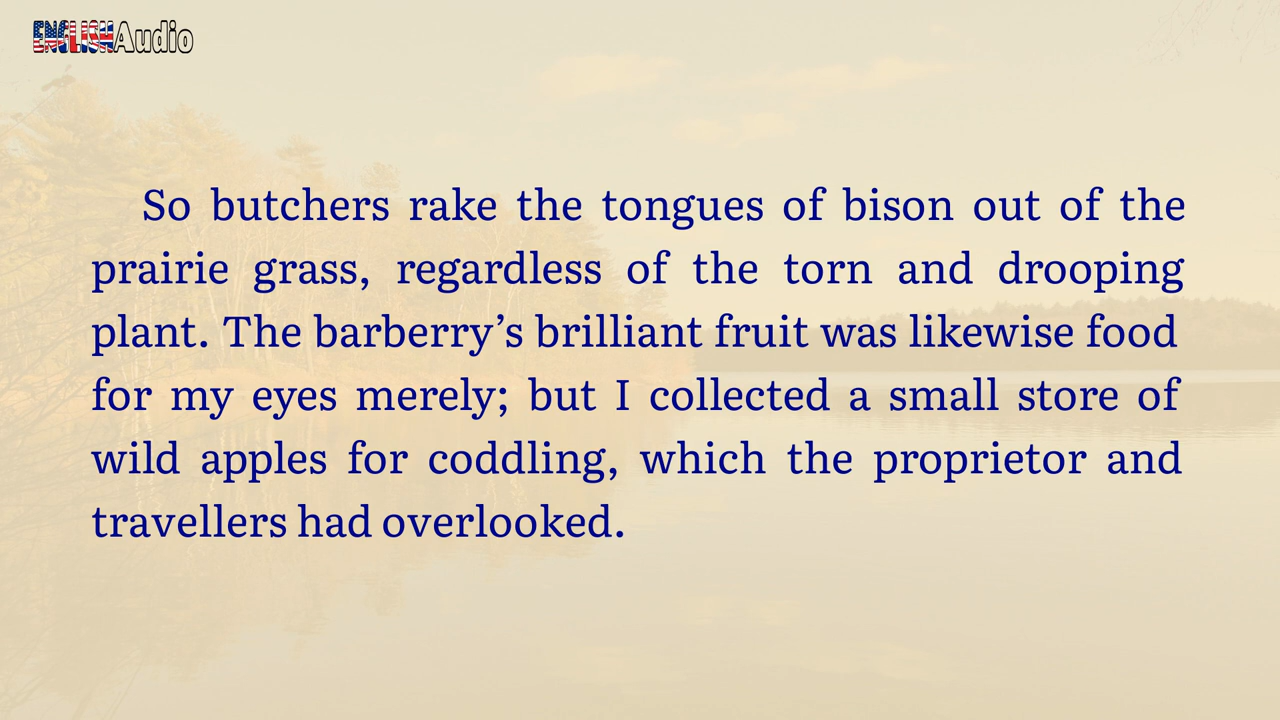 ENGLISHAudio
So butchers rake the tongues of bison out of the
prairie grass, regardless of the torn and drooping
plant. The barberry’s brilliant fruit was likewise food
for my eyes merely; but I collected a small store of
wild apples for coddling, which the proprietor and
travellers had overlooked.